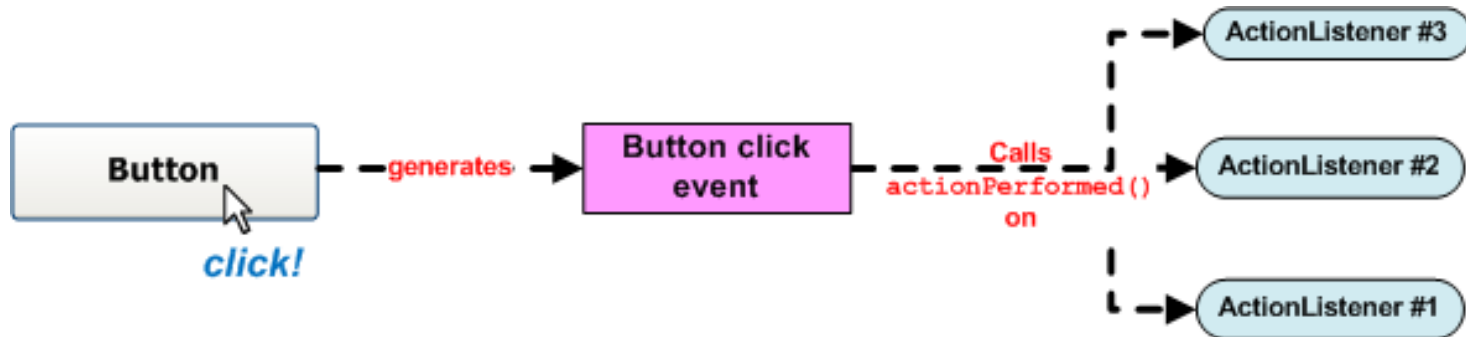 Button
click!
generates
Button click
event
Calls
actionPerformed()
on
ActionListener #3
ActionListener #2
ActionListener #1